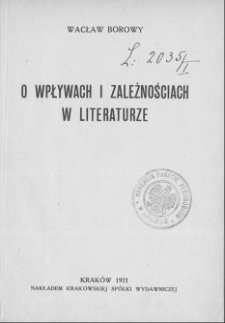 WACŁAW BOROWY
L: 2035/I
O WPŁYWACH I ZALEŻNOŚCIACH
W LITERATURZE
KRAKÓW 1921
NAKŁADEM KRAKOWSKIEJ SPÓŁKI WYDAWNICZEJ